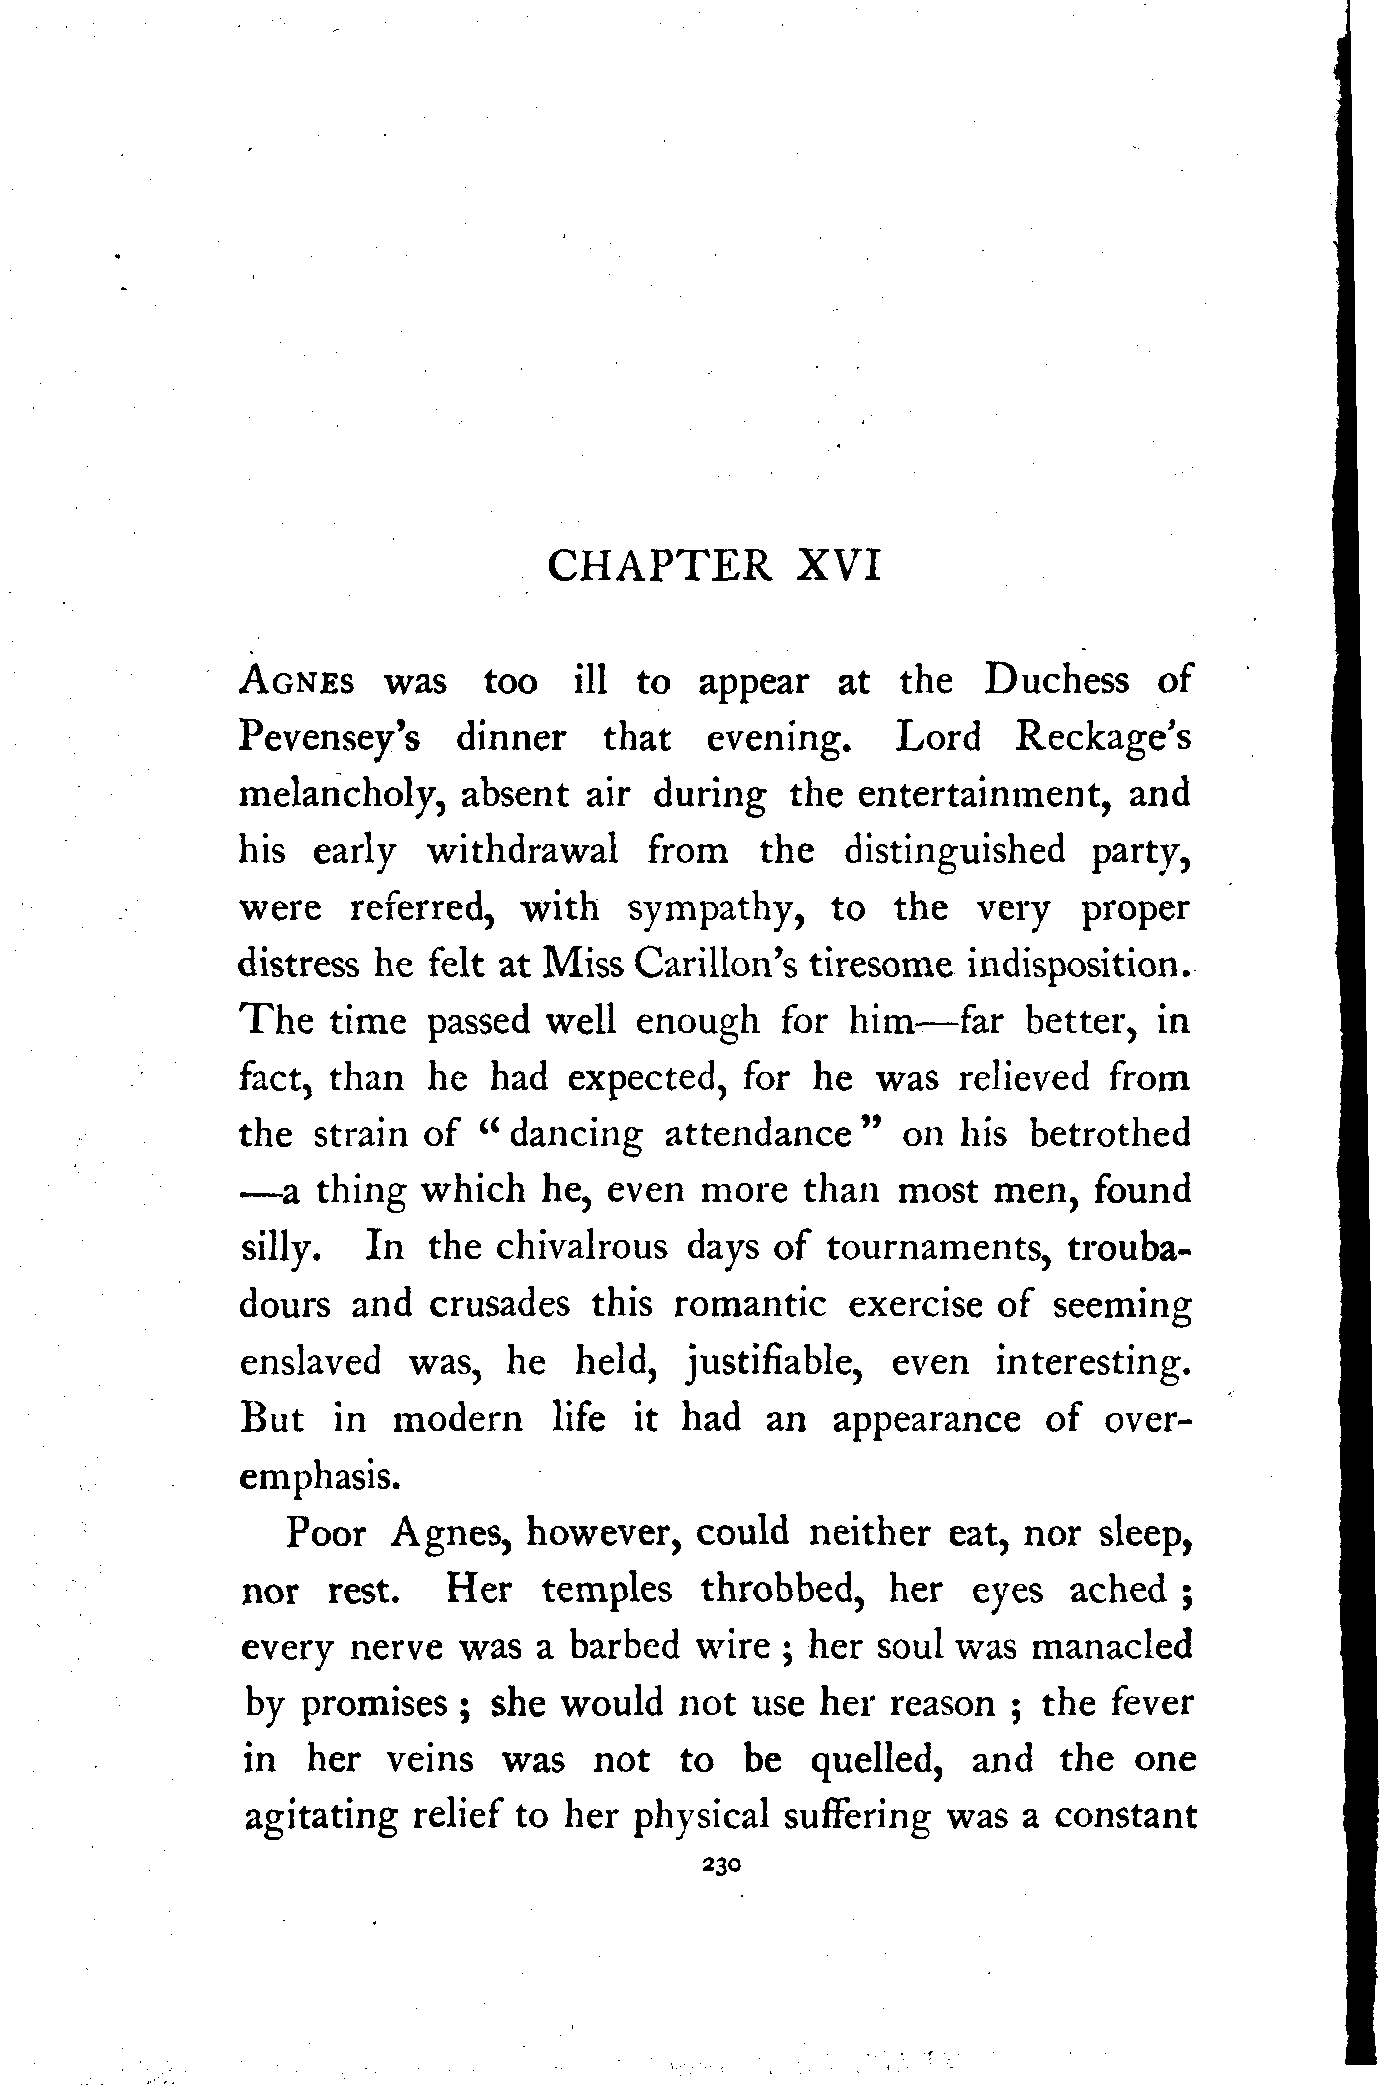 CHAPTER XVI
AGNES was too ill to appear at the Duchess of
Pevensey's dinner that evening. Lord Reckage's
melancholy, absent air during the entertainment, and
his early withdrawal from the distinguished party,
were referred, with sympathy, to the very proper
distress he felt at Miss Carillon's tiresome indisposition.
The time passed well enough for him—far better, in
fact, than he had expected, for he was relieved from
the strain of “ dancing attendance ” on his betrothed
—a thing which he, even more than most men, found
silly. In the chivalrous days of tournaments, trouba-
dours and crusades this romantic exercise of seeming
enslaved was, he held, justifiable, even interesting.
But in modern life it had an appearance of over-
emphasis.
Poor Agnes, however, could neither eat, nor sleep,
nor rest. Her temples throbbed, her eyes ached ;
every nerve was a barbed wire ; her soul was manacled
by promises ; she would not use her reason ; the fever
in her veins was not to be quelled, and the one
agitating relief to her physical suffering was a constant
230